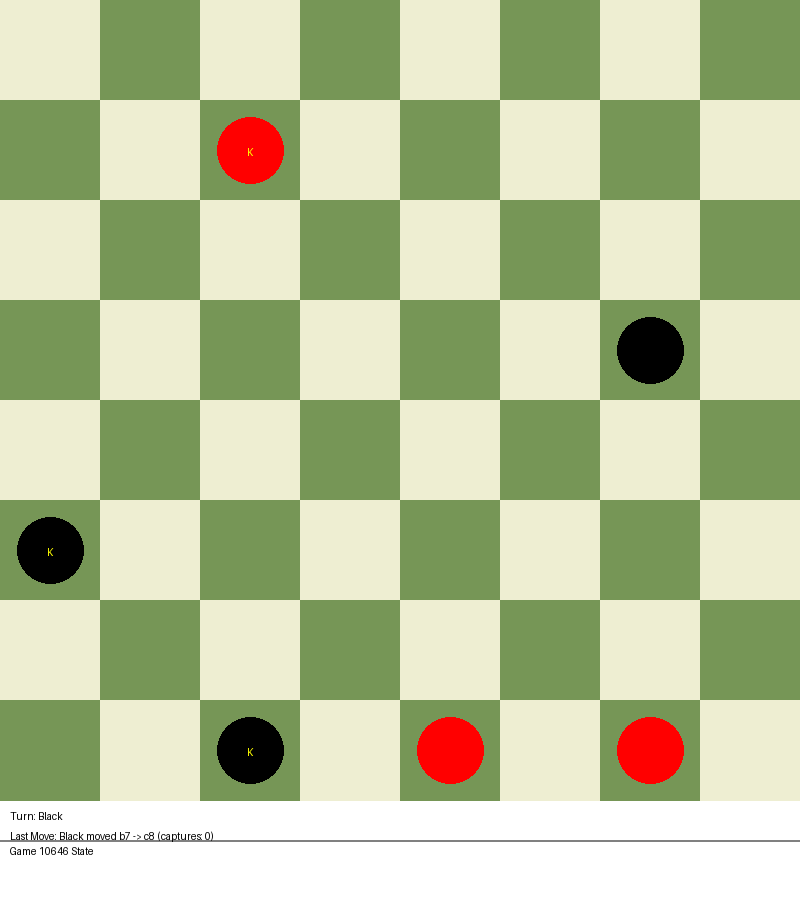 K
K
K
Turn: Black
Last Move: Black moved b7 -> c8 (captures: 0)
Game 10646 State